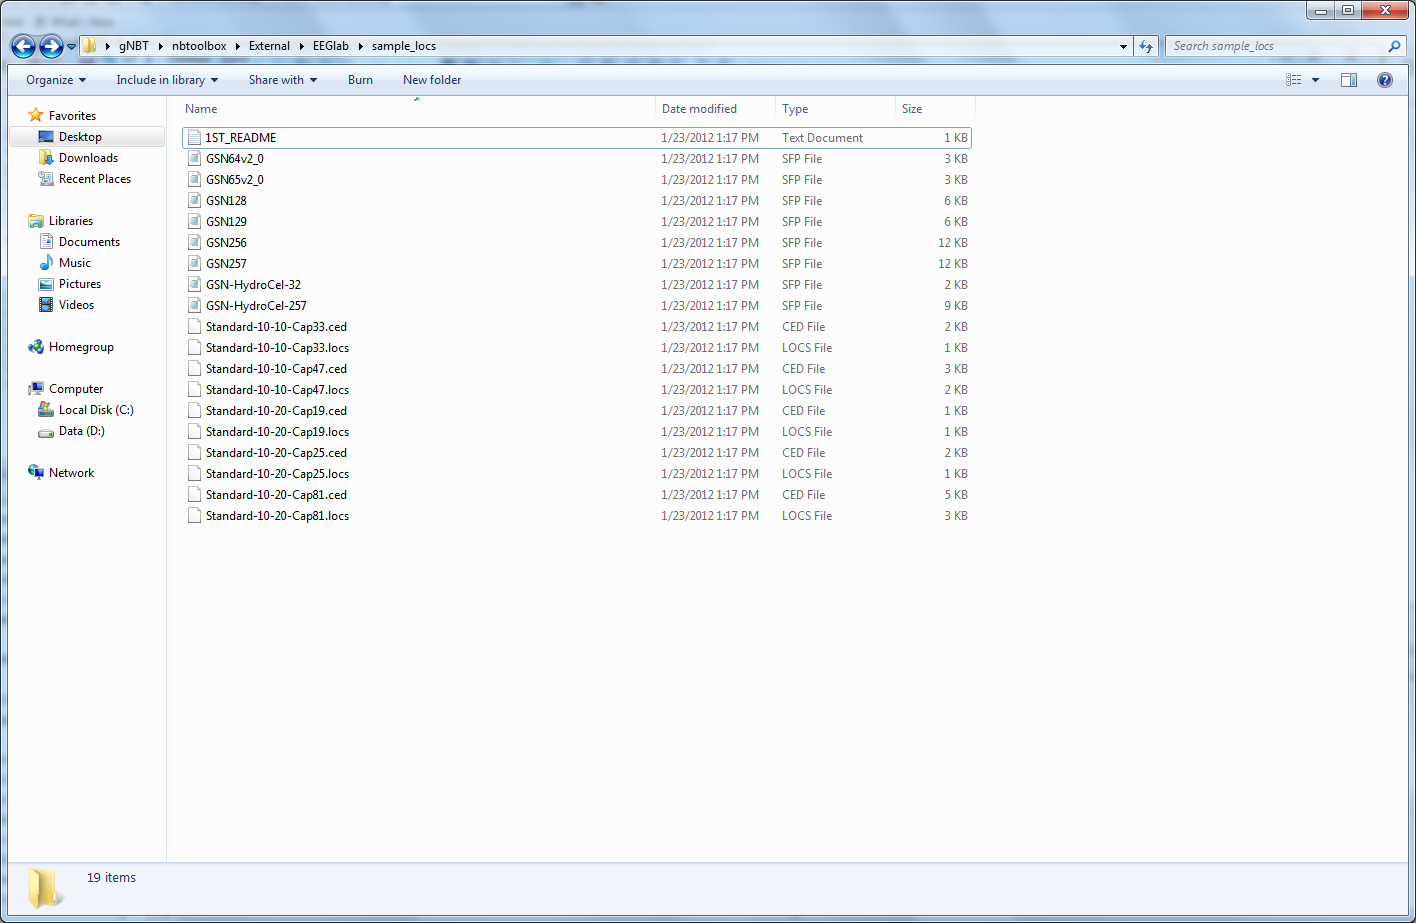 gNBT nbtoolbox External EEGlab sample_locs Search sample_locs
Organize Include in library Share with Burn New folder
Favorites
Desktop
Downloads
Recent Places
Libraries
Documents
Music
Pictures
Videos
Homegroup
Computer
Local Disk (C:)
Data (D:)
Network
Name Date modified Type Size
1ST_README 1/23/2012 1:17 PM Text Document 1 KB
GSN64v2_0 1/23/2012 1:17 PM SFP File 3 KB
GSN65v2_0 1/23/2012 1:17 PM SFP File 3 KB
GSN128 1/23/2012 1:17 PM SFP File 6 KB
GSN129 1/23/2012 1:17 PM SFP File 6 KB
GSN256 1/23/2012 1:17 PM SFP File 12 KB
GSN257 1/23/2012 1:17 PM SFP File 12 KB
GSN-HydroCel-32 1/23/2012 1:17 PM SFP File 2 KB
GSN-HydroCel-257 1/23/2012 1:17 PM SFP File 9 KB
Standard-10-10-Cap33.ced 1/23/2012 1:17 PM CED File 2 KB
Standard-10-10-Cap33.locs 1/23/2012 1:17 PM LOCS File 1 KB
Standard-10-10-Cap47.ced 1/23/2012 1:17 PM CED File 3 KB
Standard-10-10-Cap47.locs 1/23/2012 1:17 PM LOCS File 2 KB
Standard-10-20-Cap19.ced 1/23/2012 1:17 PM CED File 1 KB
Standard-10-20-Cap19.locs 1/23/2012 1:17 PM LOCS File 1 KB
Standard-10-20-Cap25.ced 1/23/2012 1:17 PM CED File 2 KB
Standard-10-20-Cap25.locs 1/23/2012 1:17 PM LOCS File 1 KB
Standard-10-20-Cap81.ced 1/23/2012 1:17 PM CED File 5 KB
Standard-10-20-Cap81.locs 1/23/2012 1:17 PM LOCS File 3 KB
19 items